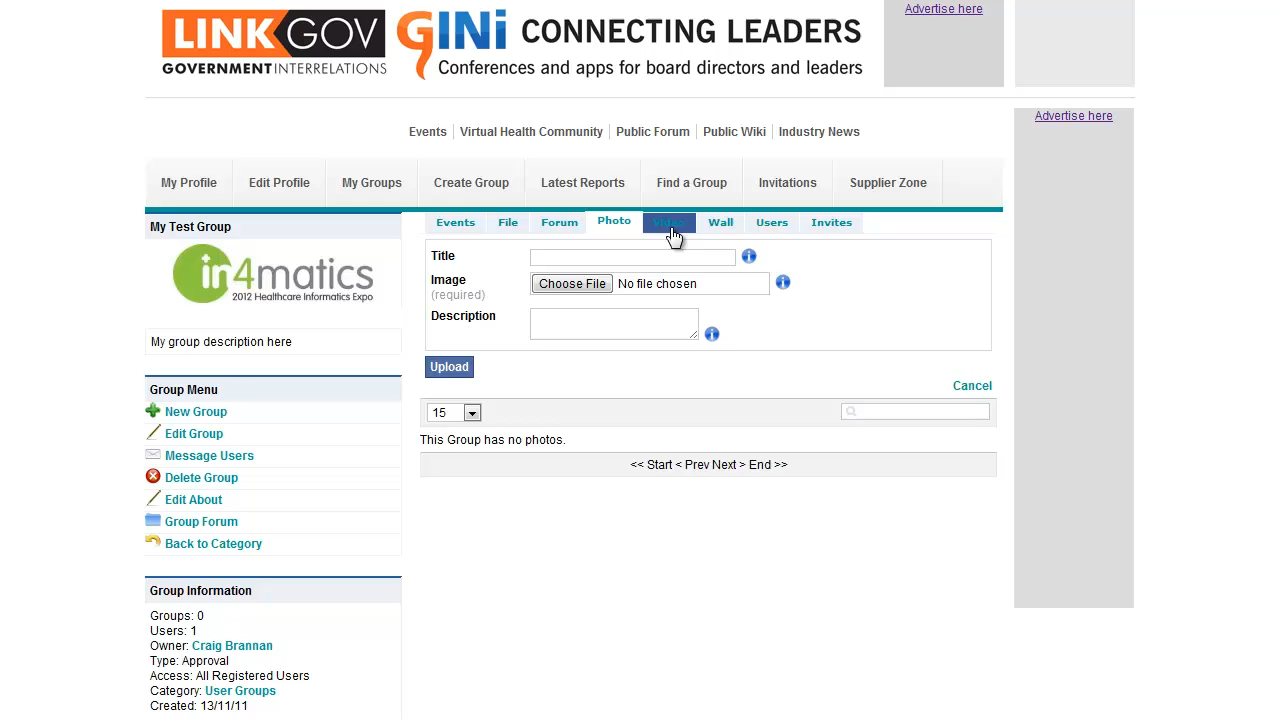 LINKGOV
GOVERNMENTINTERRELATIONS
GINi CONNECTING LEADERS
Conferences and apps for board directors and leaders
Advertise here
Advertise here
Events
Virtual Health Community
Public Forum
Public Wiki
Industry News
My Profile
Edit Profile
My Groups
Create Group
Latest Reports
Find a Group
Invitations
Supplier Zone
My Test Group
in4matics
2012 Healthcare Informatics Expo
My group description here
Group Menu
New Group
Edit Group
Message Users
Delete Group
Edit About
Group Forum
Back to Category
Group Information
Groups: 0
Users: 1
Owner: Craig Brannan
Type: Approval
Access: All Registered Users
Category: User Groups
Created: 13/11/11
Events
File
Forum
Photo
Video
Wall
Users
Invites
Title
Image
(required)
Choose File No file chosen
Description
Upload
Cancel
15
This Group has no photos.
<< Start < Prev Next > End >>